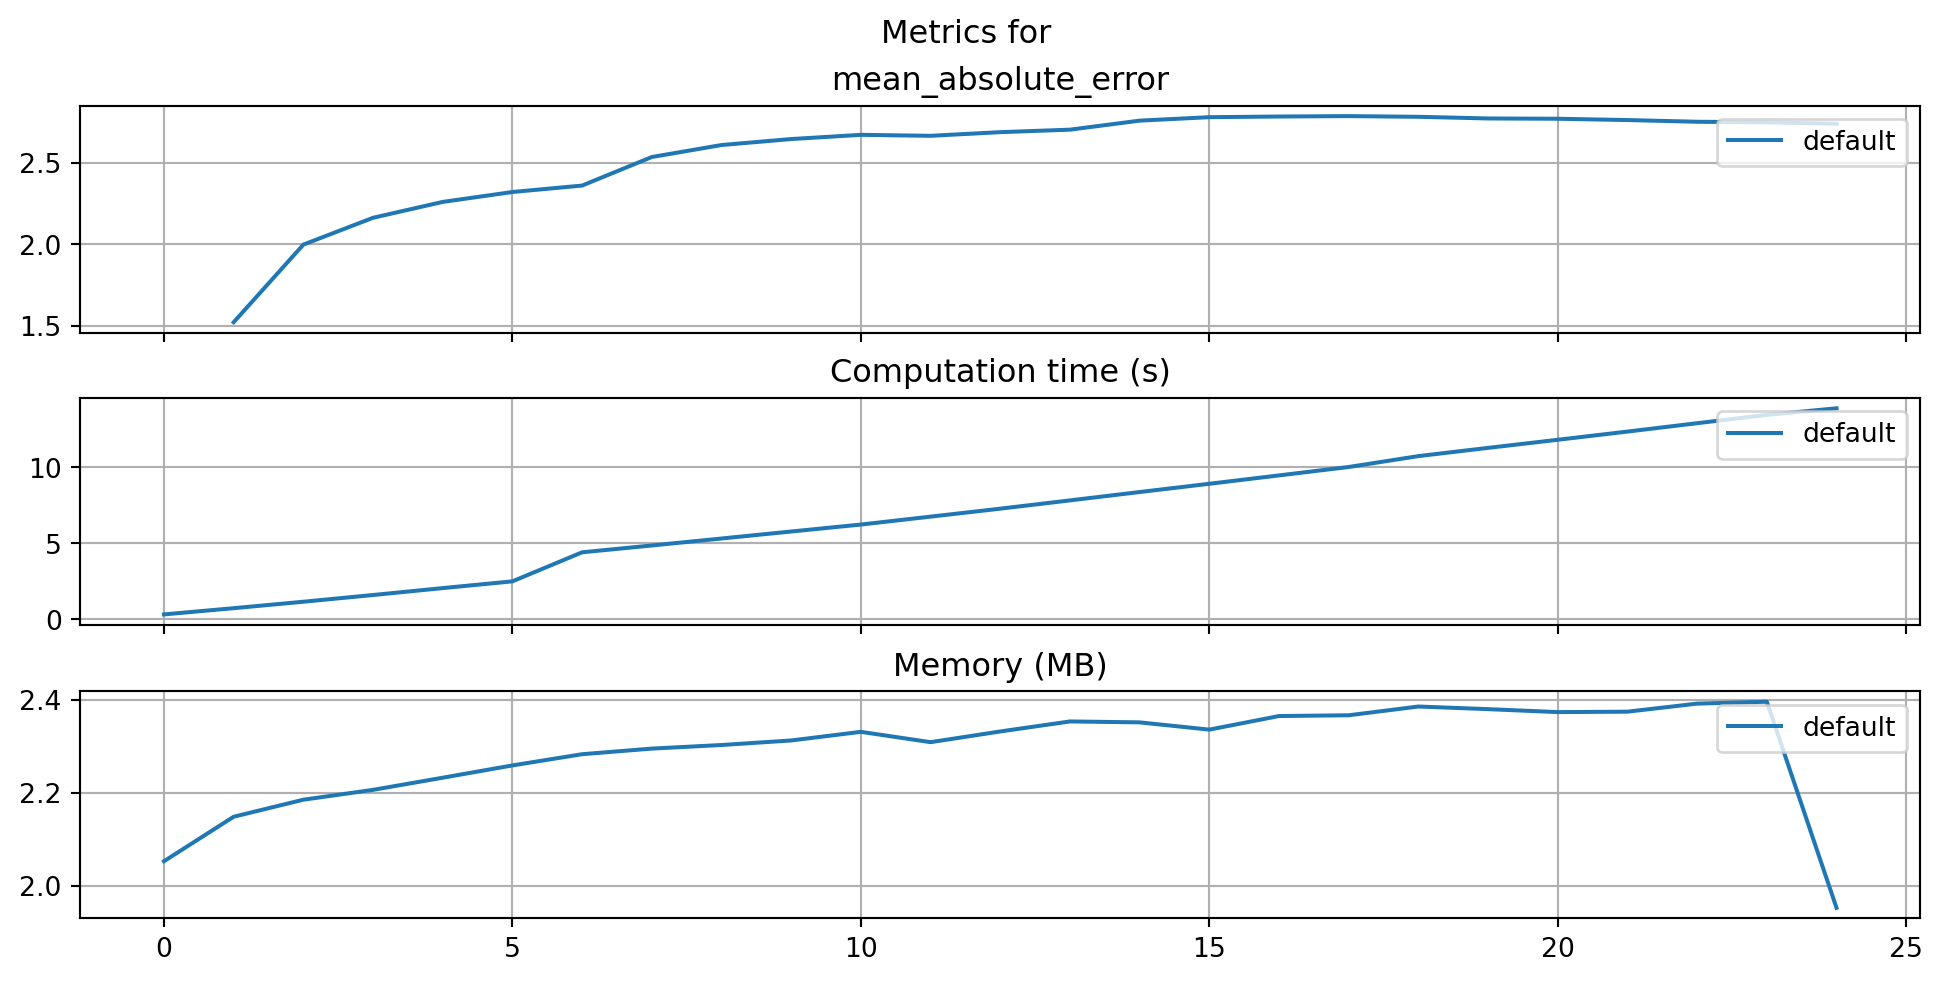 Metrics for
mean_absolute_error
2.5
2.0
1.5
default
Computation time (s)
10
5
0
default
Memory (MB)
2.4
2.2
2.0
default
0 5 10 15 20 25